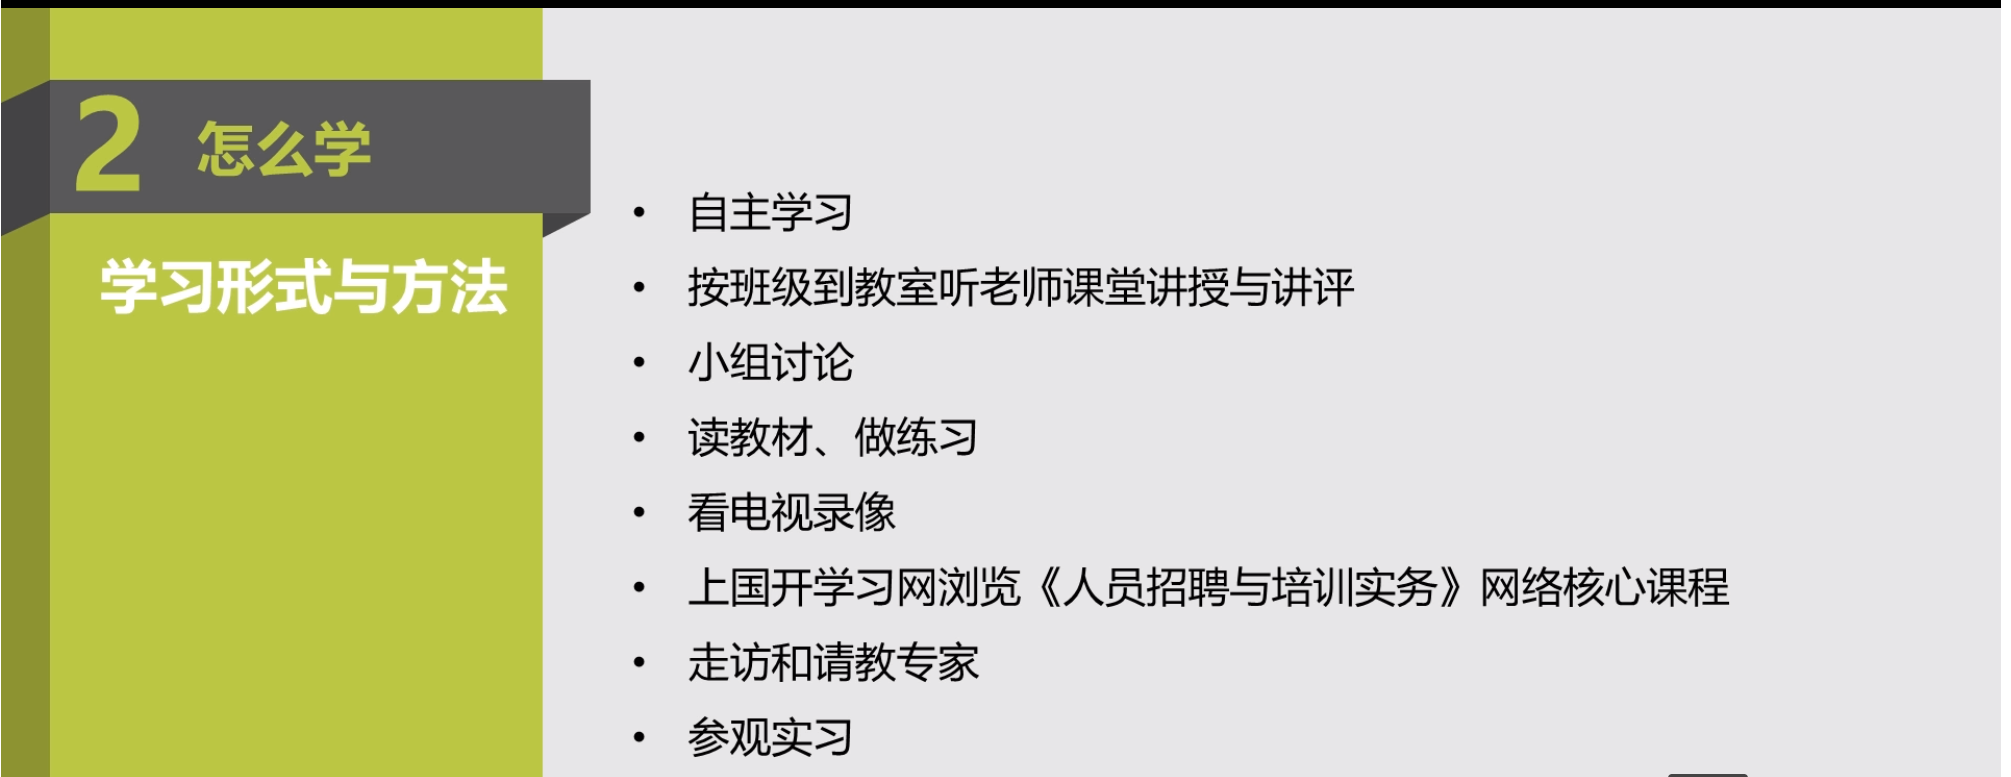 2 怎么学
学习形式与方法
• 自主学习
• 按班级到教室听老师课堂讲授与讲评
• 小组讨论
• 读教材、做练习
• 看电视录像
• 上国开学习网浏览《人员招聘与培训实务》网络核心课程
• 走访和请教专家
• 参观实习